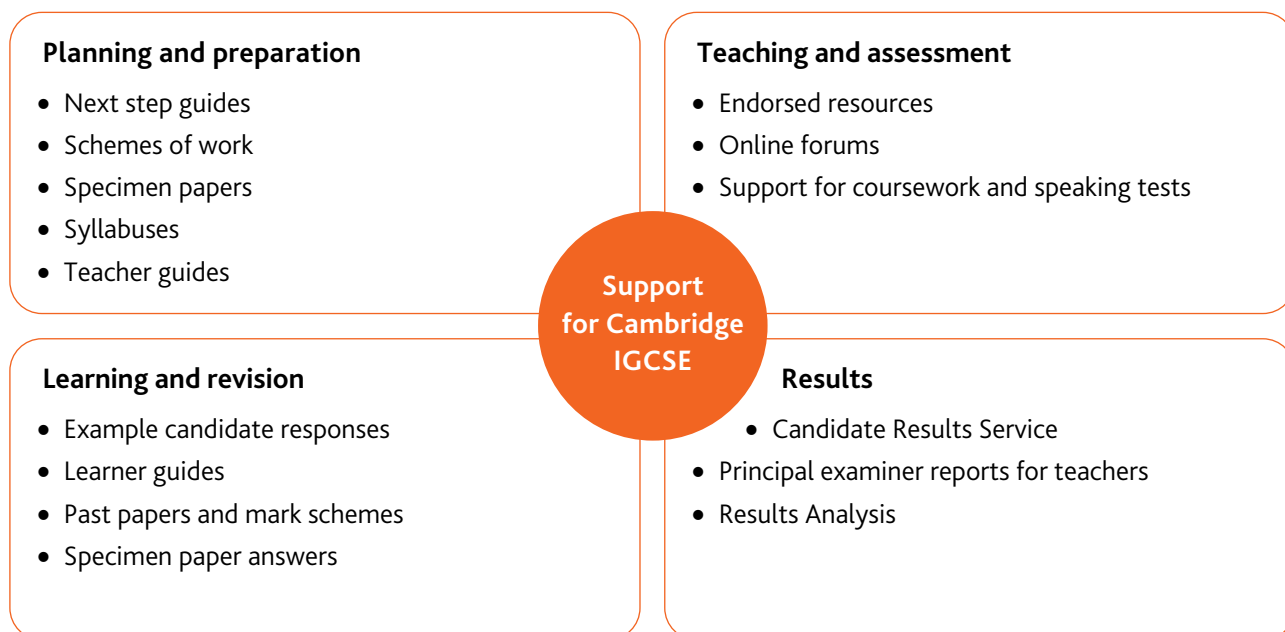 Planning and preparation
• Next step guides
• Schemes of work
• Specimen papers
• Syllabuses
• Teacher guides
Teaching and assessment
• Endorsed resources
• Online forums
• Support for coursework and speaking tests
Support
for Cambridge
IGCSE
Learning and revision
• Example candidate responses
• Learner guides
• Past papers and mark schemes
• Specimen paper answers
Results
• Candidate Results Service
• Principal examiner reports for teachers
• Results Analysis